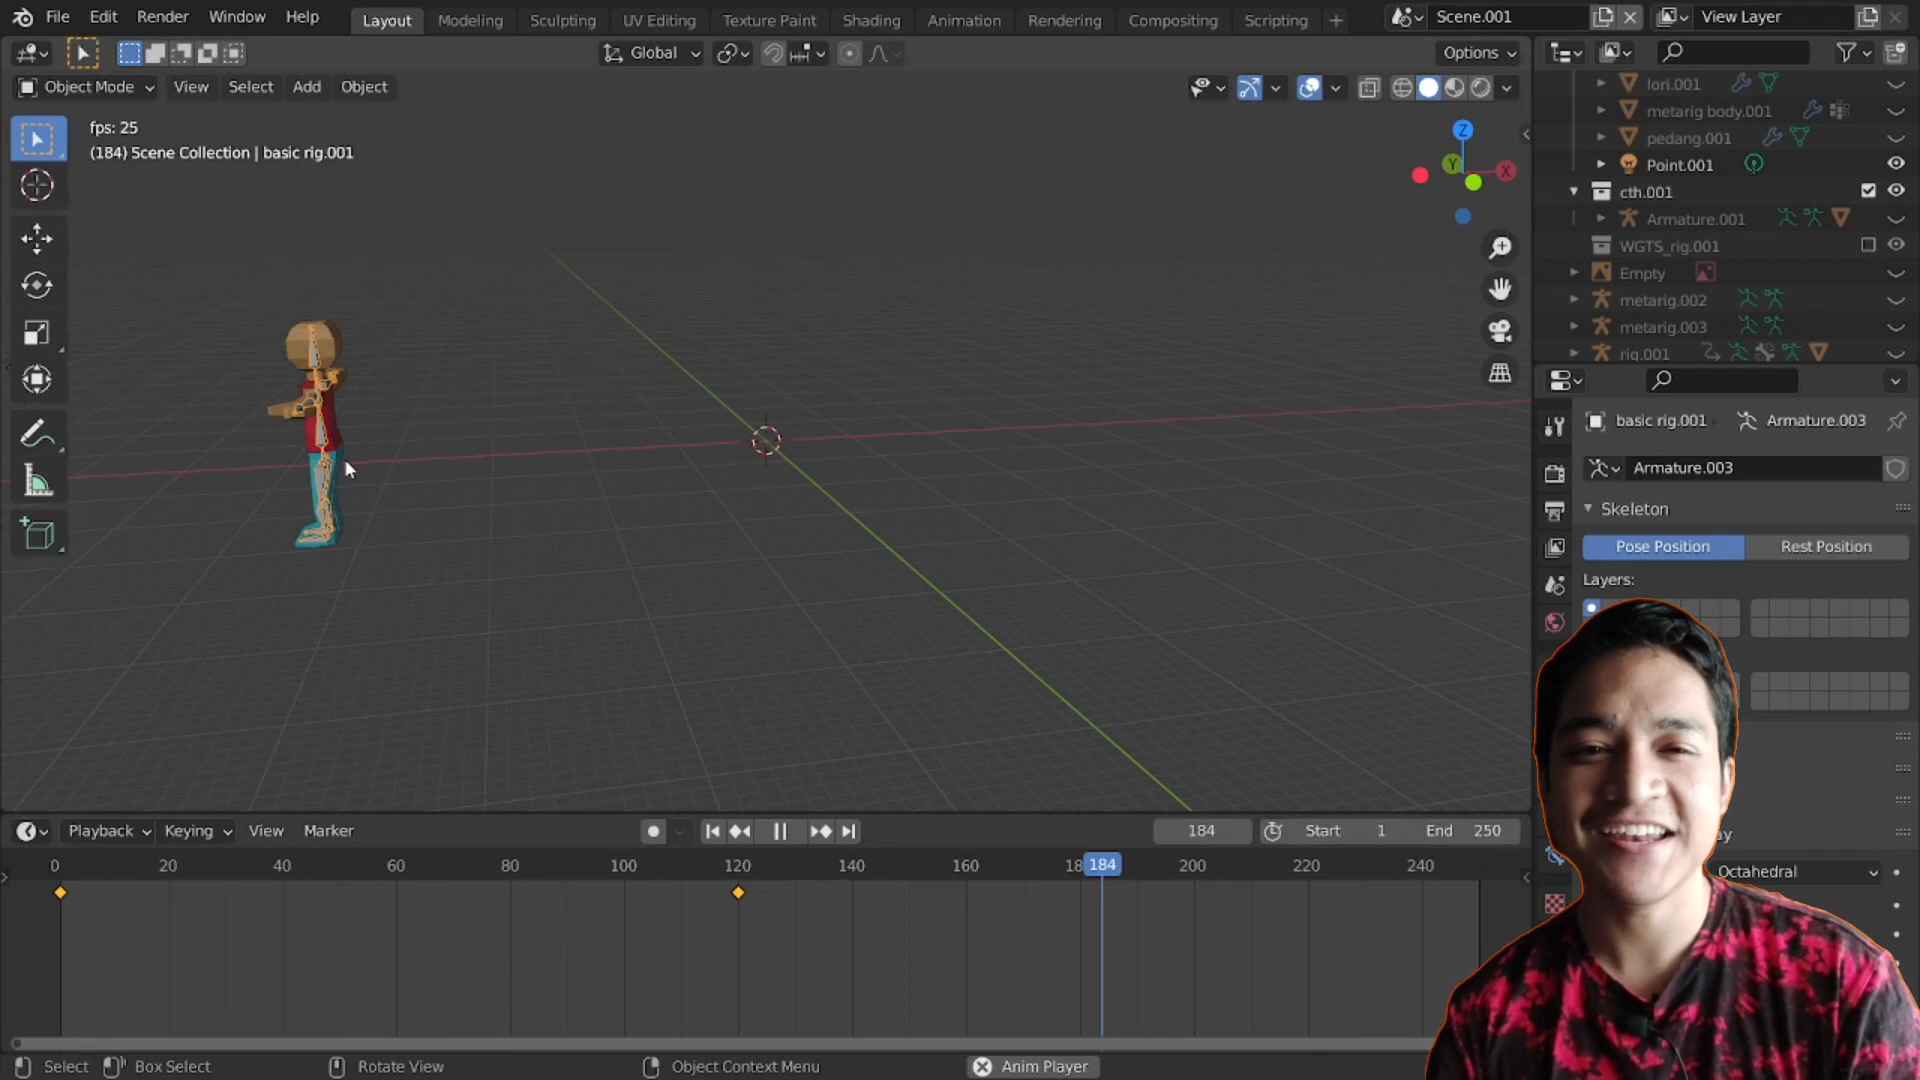 File Edit Render Window Help Layout Modeling Sculpting UV Editing Texture Paint Shading Animation Rendering Compositing Scripting + Scene.001 View Layer
Global Options
Object Mode View Select Add Object
fps: 25
(184) Scene Collection | basic rig.001
Z
Y
X
lori.001
metarig body.001
pedang.001
Point.001
cth.001
Armature.001
WGTS_rig.001
Empty
metarig.002
metarig.003
rig.001
basic rig.001 Armature.003
Armature.003
Skeleton
Pose Position Rest Position
Layers:
ay
Octahedral
Playback Keying View Marker 184 Start 1 End 250
0 20 40 60 80 100 120 140 160 18 184 200 220 240
Select Box Select Rotate View Object Context Menu Anim Player